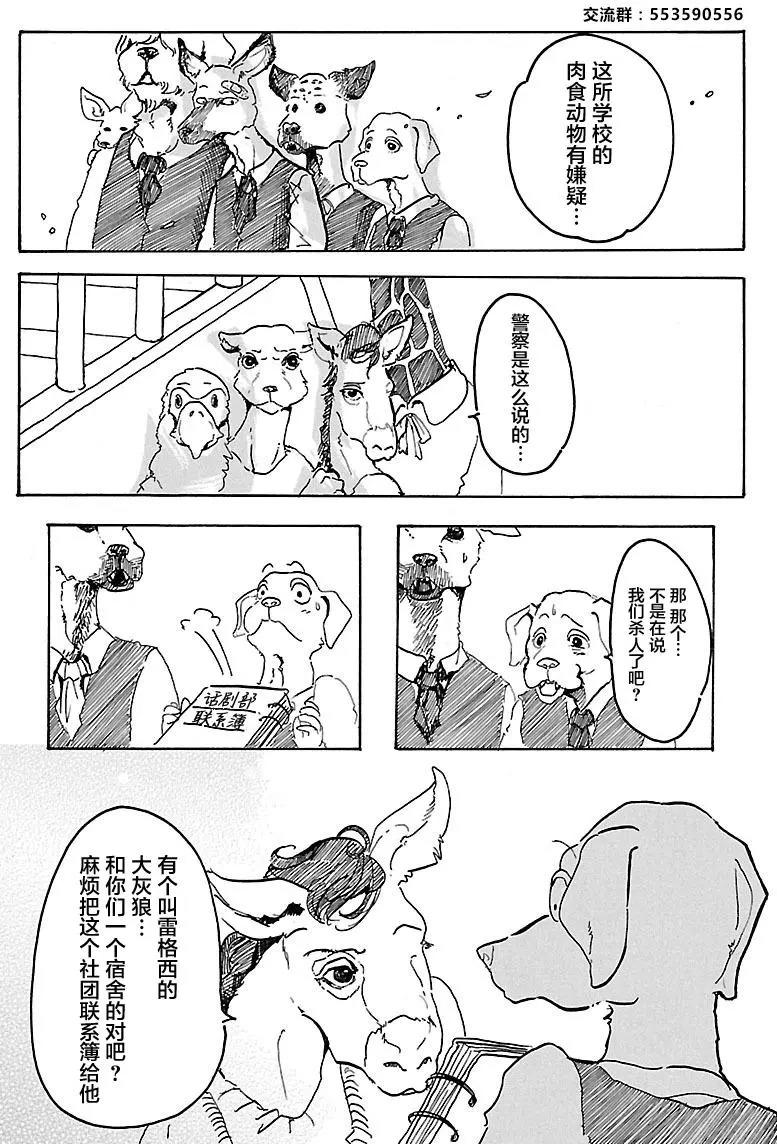 交流群：553590556
这所学校的
肉食动物有嫌疑…
警察是这么说的…
那 那个…
不是在说
我们杀人了吧？
话剧部
联系簿
有个叫雷格西的
大灰狼…
和你们一个宿舍的对吧？
麻烦把这个社团联系簿给他